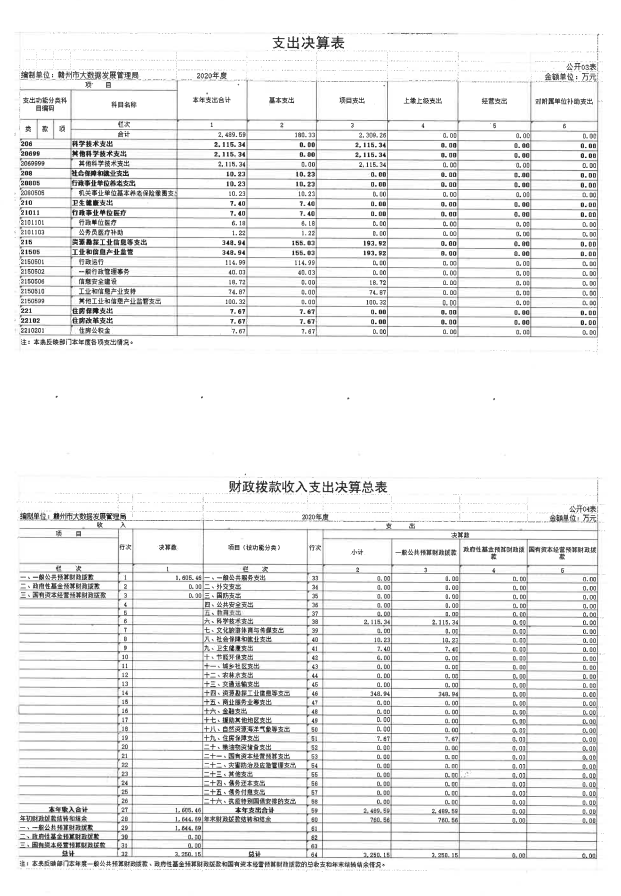 支出决算表
公开03表
编制单位：赣州市大数据发展管理局 2020年度 金额单位：万元
项 目 本年支出合计 基本支出 项目支出 上缴上级支出 经营支出 对附属单位补助支出
支出功能分类科目编码 科目名称
类 款 项 栏次 1 2 3 4 5 6
合计 2,489.59 180.33 2,309.26 0.00 0.00 0.00
206 科学技术支出 2,115.34 0.00 2,115.34 0.00 0.00 0.00
20699 其他科学技术支出 2,115.34 0.00 2,115.34 0.00 0.00 0.00
2069999 其他科学技术支出 2,115.34 0.00 2,115.34 0.00 0.00 0.00
208 社会保障和就业支出 10.23 10.23 0.00 0.00 0.00 0.00
20805 行政事业单位养老支出 10.23 10.23 0.00 0.00 0.00 0.00
2080505 机关事业单位基本养老保险缴费支 10.23 10.23 0.00 0.00 0.00 0.00
210 卫生健康支出 7.40 7.40 0.00 0.00 0.00 0.00
21011 行政事业单位医疗 7.40 7.40 0.00 0.00 0.00 0.00
2101101 行政单位医疗 6.18 6.18 0.00 0.00 0.00 0.00
2101103 公务员医疗补助 1.22 1.22 0.00 0.00 0.00 0.00
215 资源勘探工业信息等支出 348.94 155.03 193.92 0.00 0.00 0.00
21505 工业和信息产业监管 348.94 155.03 193.92 0.00 0.00 0.00
2150501 行政运行 114.99 114.99 0.00 0.00 0.00 0.00
2150502 一般行政管理事务 40.03 40.03 0.00 0.00 0.00 0.00
2150506 信息安全建设 18.72 0.00 18.72 0.00 0.00 0.00
2150510 工业和信息产业支持 74.87 0.00 74.87 0.00 0.00 0.00
2150599 其他工业和信息产业监管支出 100.32 0.00 100.32 0.00 0.00 0.00
221 住房保障支出 7.67 7.67 0.00 0.00 0.00 0.00
22102 住房改革支出 7.67 7.67 0.00 0.00 0.00 0.00
2210201 住房公积金 7.67 7.67 0.00 0.00 0.00 0.00
注：本表反映部门本年度各项支出情况。
财政拨款收入支出决算总表
公开04表
编制单位：赣州市大数据发展管理局 2020年度 金额单位：万元
收 入 支 出
项 目 行次 决算数 项目（按功能分类） 行次 决算数
小计 一般公共预算财政拨款 政府性基金预算财政拨款 国有资本经营预算财政拨款
栏 次 1 栏 次 2 3 4 5
一、一般公共预算财政拨款 1 1,605.46 一、一般公共服务支出 33 0.00 0.00 0.00 0.00
二、政府性基金预算财政拨款 2 0.00 二、外交支出 34 0.00 0.00 0.00 0.00
三、国有资本经营预算财政拨款 3 0.00 三、国防支出 35 0.00 0.00 0.00 0.00
4 四、公共安全支出 36 0.00 0.00 0.00 0.00
5 五、教育支出 37 0.00 0.00 0.00 0.00
6 六、科学技术支出 38 2,115.34 2,115.34 0.00 0.00
7 七、文化旅游体育与传媒支出 39 0.00 0.00 0.00 0.00
8 八、社会保障和就业支出 40 10.23 10.23 0.00 0.00
9 九、卫生健康支出 41 7.40 7.40 0.00 0.00
10 十、节能环保支出 42 0.00 0.00 0.00 0.00
11 十一、城乡社区支出 43 0.00 0.00 0.00 0.00
12 十二、农林水支出 44 0.00 0.00 0.00 0.00
13 十三、交通运输支出 45 0.00 0.00 0.00 0.00
14 十四、资源勘探工业信息等支出 46 348.94 348.94 0.00 0.00
15 十五、商业服务业等支出 47 0.00 0.00 0.00 0.00
16 十六、金融支出 48 0.00 0.00 0.00 0.00
17 十七、援助其他地区支出 49 0.00 0.00 0.00 0.00
18 十八、自然资源海洋气象等支出 50 0.00 0.00 0.00 0.00
19 十九、住房保障支出 51 7.67 7.67 0.00 0.00
20 二十、粮油物资储备支出 52 0.00 0.00 0.00 0.00
21 二十一、国有资本经营预算支出 53 0.00 0.00 0.00 0.00
22 二十二、灾害防治及应急管理支出 54 0.00 0.00 0.00 0.00
23 二十三、其他支出 55 0.00 0.00 0.00 0.00
24 二十四、债务还本支出 56 0.00 0.00 0.00 0.00
25 二十五、债务付息支出 57 0.00 0.00 0.00 0.00
26 二十六、抗疫特别国债安排的支出 58 0.00 0.00 0.00 0.00
本年收入合计 27 1,605.46 本年支出合计 59 2,489.59 2,489.59 0.00 0.00
年初财政拨款结转和结余 28 1,644.69 年末财政拨款结转和结余 60 760.56 760.56 0.00 0.00
一、一般公共预算财政拨款 29 1,644.69 61
二、政府性基金预算财政拨款 30 0.00 62
三、国有资本经营预算财政拨款 31 0.00 63
总计 32 3,250.15 总计 64 3,250.15 3,250.15 0.00 0.00
注：本表反映部门本年度一般公共预算财政拨款、政府性基金预算财政拨款和国有资本经营预算财政拨款的总收支和年末结转结余情况。